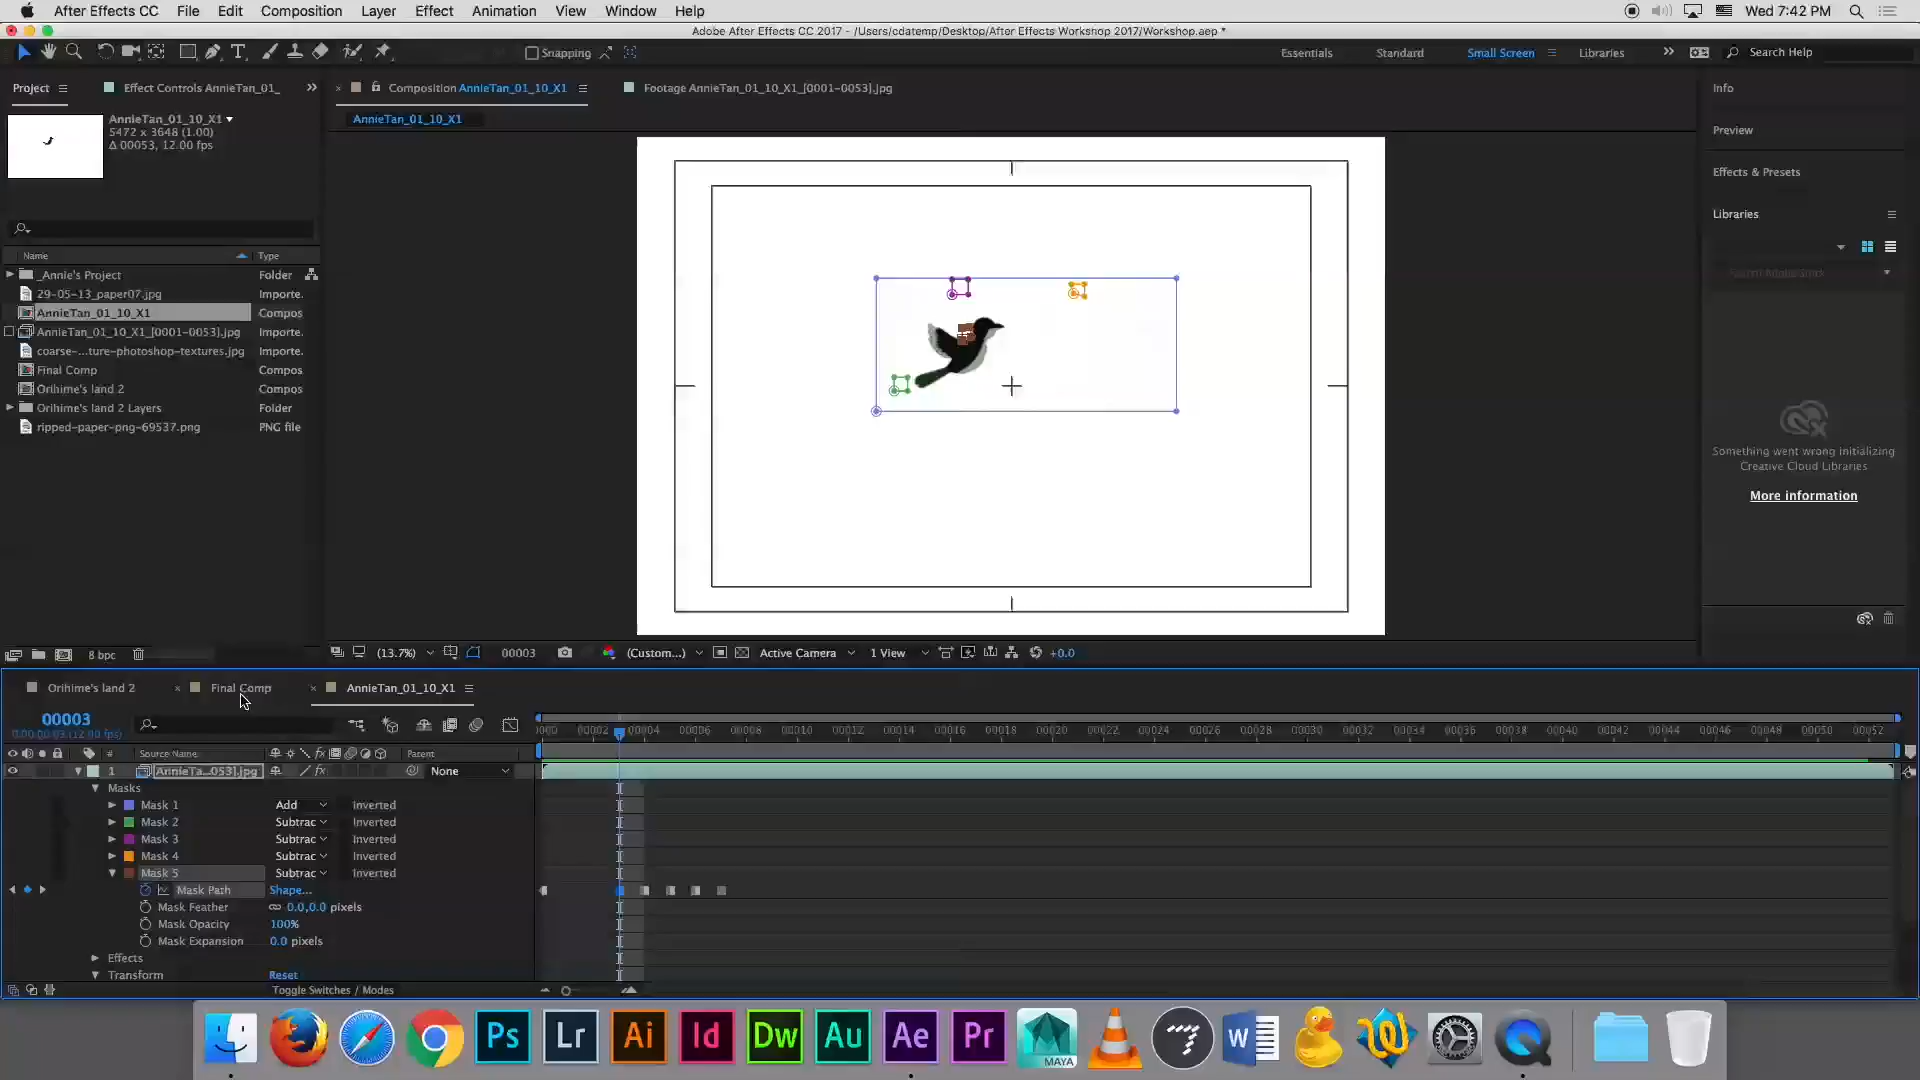 After Effects CC File Edit Composition Layer Effect Animation View Window Help Wed 7:42 PM
Adobe After Effects CC 2017 - /Users/cdatemp/Desktop/After Effects Workshop 2017/Workshop.aep *
Snapping Essentials Standard Small Screen Libraries Search Help
Project Effect Controls AnnieTan_01_ Composition AnnieTan_01_10_X1 Footage AnnieTan_01_10_X1_[0001-0053].jpg Info
AnnieTan_01_10_X1 AnnieTan_01_10_X1
5472 x 3648 (1.00)
Δ 00053, 12.00 fps
Preview
Effects & Presets
Libraries
Name Type
_Annie's Project Folder
29-05-13_paper07.jpg Importe.
AnnieTan_01_10_X1 Compos
AnnieTan_01_10_X1_[0001-0053].jpg Importe.
coarse-...ture-photoshop-textures.jpg Importe.
Final Comp Compos
Orihime's land 2 Compos
Orihime's land 2 Layers Folder
ripped-paper-png-69537.png PNG file
Something went wrong initializing
Creative Cloud Libraries
More information
8 bpc (13.7%) 00003 (Custom...) Active Camera 1 View +0.0
Orihime's land 2 Final Comp AnnieTan_01_10_X1
00003
0:00:00:03 (12.00 fps)
00002 00004 00006 00008 00010 00012 00014 00016 00018 00020 00022 00024 00026 00028 00030 00032 00034 00036 00038 00040 00042 00044 00046 00048 00050 00052
# Source Name Parent
1 AnnieTa...053].jpg None
Masks
Mask 1 Add Inverted
Mask 2 Subtrac Inverted
Mask 3 Subtrac Inverted
Mask 4 Subtrac Inverted
Mask 5 Subtrac Inverted
Mask Path Shape...
Mask Feather 0.0,0.0 pixels
Mask Opacity 100%
Mask Expansion 0.0 pixels
Effects
Transform Reset
Toggle Switches / Modes
Ps Lr Ai Id Dw Au Ae Pr MAYA W